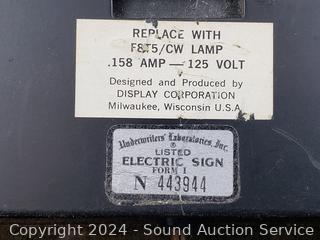 REPLACE WITH
F8T5/CW LAMP
.158 AMP — 125 VOLT
Designed and Produced by
DISPLAY CORPORATION
Milwaukee, Wisconsin U.S.A.
Underwriters' Laboratories, Inc.
®
LISTED
ELECTRIC SIGN
FORM I
N 443944
Copyright 2024 - Sound Auction Service